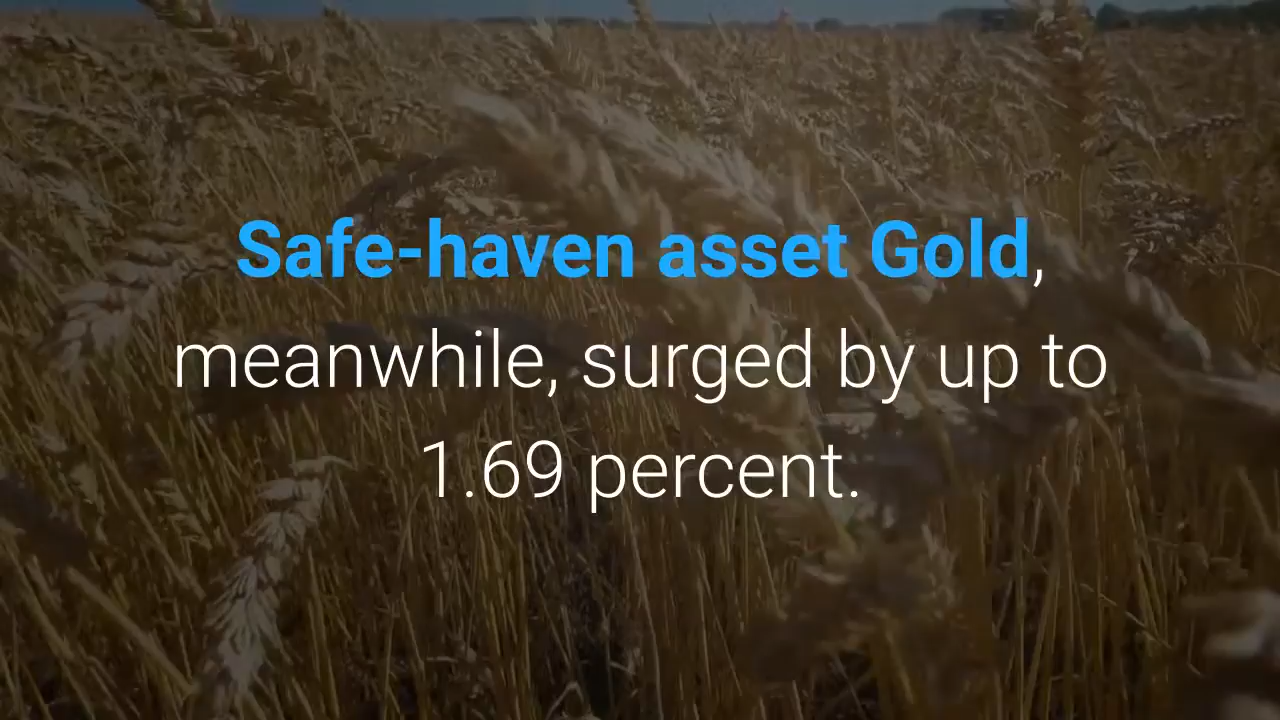 Safe-haven asset Gold,
meanwhile, surged by up to
1.69 percent.